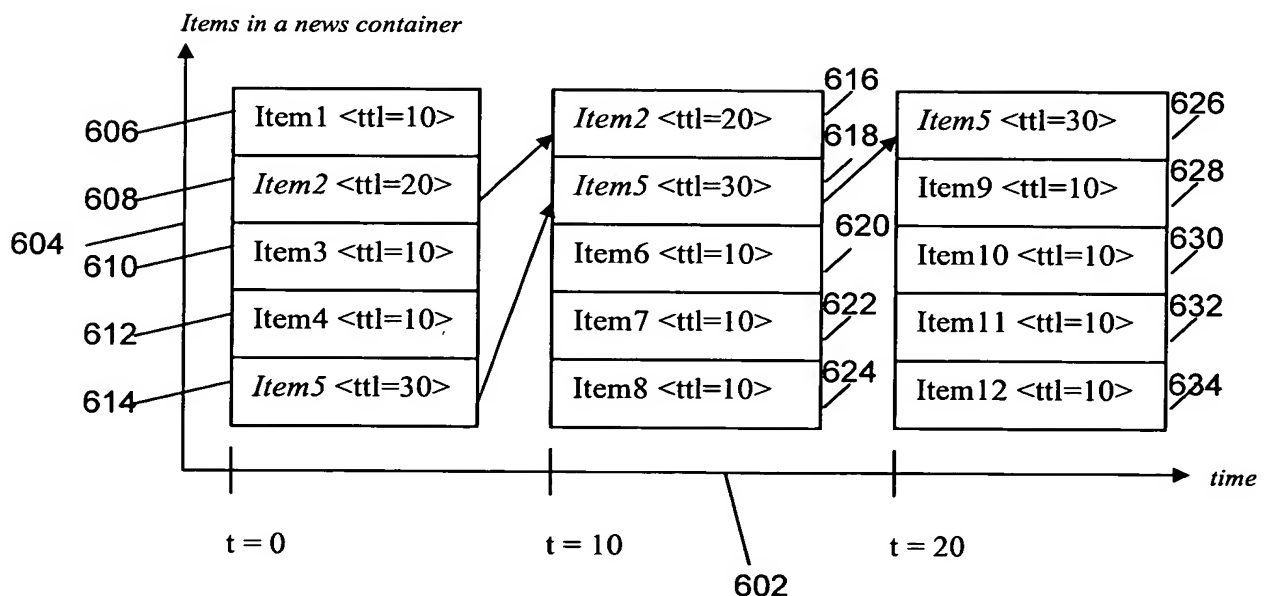 Items in a news container
606
608
604
610
612
614
Item1 <ttl=10>
Item2 <ttl=20>
Item3 <ttl=10>
Item4 <ttl=10>
Item5 <ttl=30>
616
618
620
622
624
Item2 <ttl=20>
Item5 <ttl=30>
Item6 <ttl=10>
Item7 <ttl=10>
Item8 <ttl=10>
626
628
630
632
634
Item5 <ttl=30>
Item9 <ttl=10>
Item10 <ttl=10>
Item11 <ttl=10>
Item12 <ttl=10>
time
t = 0
t = 10
t = 20
602